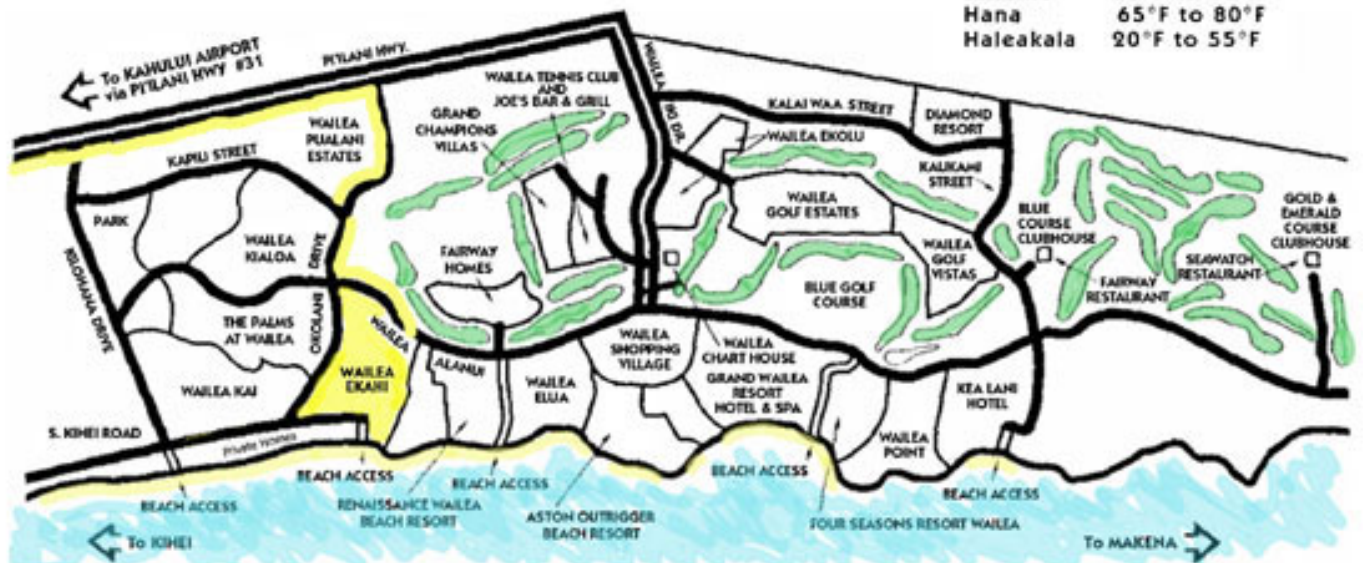 Hana 65°F to 80°F
Haleakala 20°F to 55°F
To KAHULUI AIRPORT
via PI'ILANI HWY #31
PI'ILANI HWY.
WAILEA IKI DR.
WAILEA TENNIS CLUB
AND
JOE'S BAR & GRILL
GRAND
CHAMPIONS
VILLAS
WAILEA
PUALANI
ESTATES
KAPILI STREET
KALAI WAA STREET
DIAMOND
RESORT
WAILEA EKOLU
KAUKAMI
STREET
WAILEA
GOLF ESTATES
PARK
WAILEA
KIALOA
KILOHANA DRIVE
OKOLANI DRIVE
FAIRWAY
HOMES
BLUE GOLF
COURSE
WAILEA
GOLF
VISTAS
BLUE
COURSE
CLUBHOUSE
GOLD &
EMERALD
COURSE
CLUBHOUSE
SEAWATCH
RESTAURANT
FAIRWAY
RESTAURANT
THE PALMS
AT WAILEA
WAILEA KAI
WAILEA
EKAHI
WAILEA ALANUI
WAILEA
ELUA
WAILEA
SHOPPING
VILLAGE
WAILEA
CHART HOUSE
GRAND WAILEA
RESORT
HOTEL & SPA
KEA LANI
HOTEL
WAILEA
POINT
S. KIHEI ROAD
Private Homes
BEACH ACCESS
BEACH ACCESS
BEACH ACCESS
BEACH ACCESS
BEACH ACCESS
RENAISSANCE WAILEA
BEACH RESORT
ASTON OUTRIGGER
BEACH RESORT
FOUR SEASONS RESORT WAILEA
To KIHEI
To MAKENA